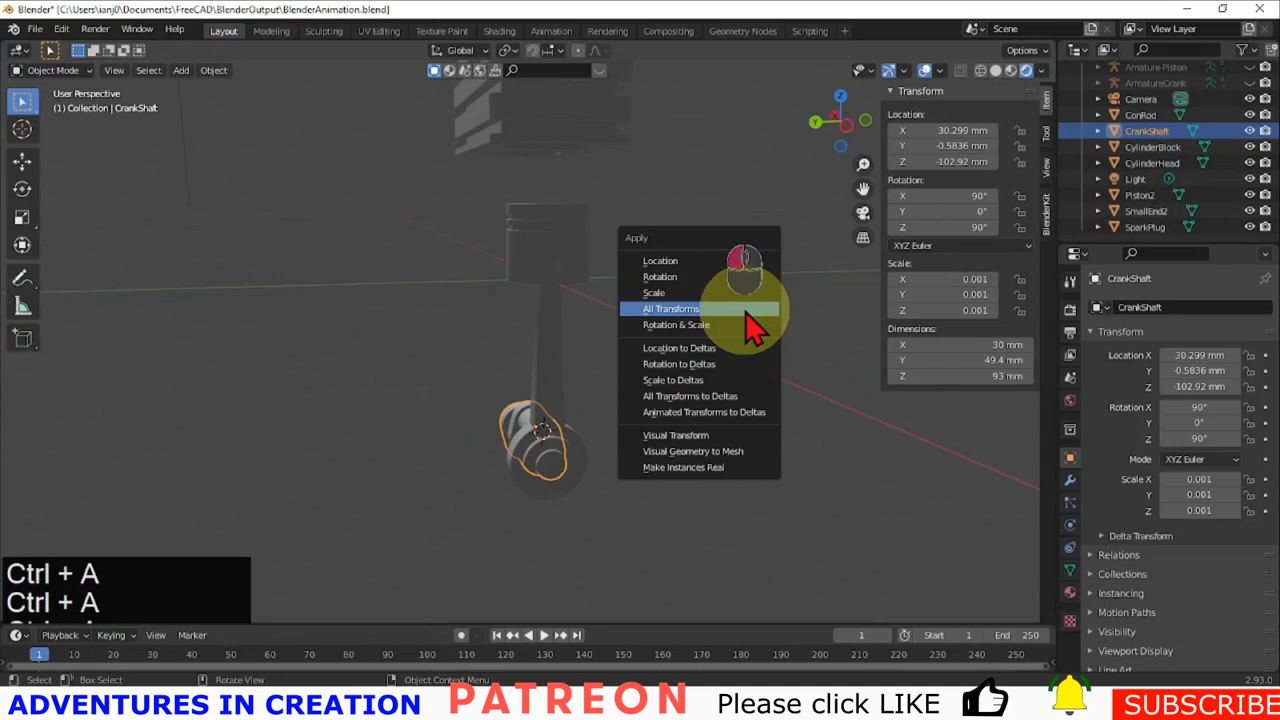 Blender* [C:\Users\ianj0\Documents\FreeCAD\BlenderOutput\BlenderAnimation.blend]
File Edit Render Window Help
Layout Modeling Sculpting UV Editing Texture Paint Shading Animation Rendering Compositing Geometry Nodes Scripting +
Scene
View Layer
Global
Options
Object Mode View Select Add Object
User Perspective
(1) Collection | CrankShaft
Z
Y
X
Transform
Location:
X 30.299 mm
Y -0.5836 mm
Z -102.92 mm
Rotation:
X 90°
Y 0°
Z 90°
XYZ Euler
Scale:
X 0.001
Y 0.001
Z 0.001
Dimensions:
X 30 mm
Y 49.4 mm
Z 93 mm
Item
Tool
View
BlenderKit
Apply
Location
Rotation
Scale
All Transforms
Rotation & Scale
Location to Deltas
Rotation to Deltas
Scale to Deltas
All Transforms to Deltas
Animated Transforms to Deltas
Visual Transform
Visual Geometry to Mesh
Make Instances Real
Armature-Piston
ArmatureCrank
Camera
ConRod
CrankShaft
CylinderBlock
CylinderHead
Light
Piston2
SmallEnd2
SparkPlug
CrankShaft
CrankShaft
Transform
Location X 30.299 mm
Y -0.5836 mm
Z -102.92 mm
Rotation X 90°
Y 0°
Z 90°
Mode XYZ Euler
Scale X 0.001
Y 0.001
Z 0.001
Delta Transform
Relations
Collections
Instancing
Motion Paths
Visibility
Viewport Display
Line Art
Ctrl + A
Ctrl + A
Playback Keying View Marker
1 Start 1 End 250
1 10 20 30 40 50 60 70 80 90 100 110 120 130 140 150 160 170 180 190 200 210 220 230 240 250
Select Box Select Rotate View Object Context Menu 2.93.0
ADVENTURES IN CREATION PATREON Please click LIKE SUBSCRIBE